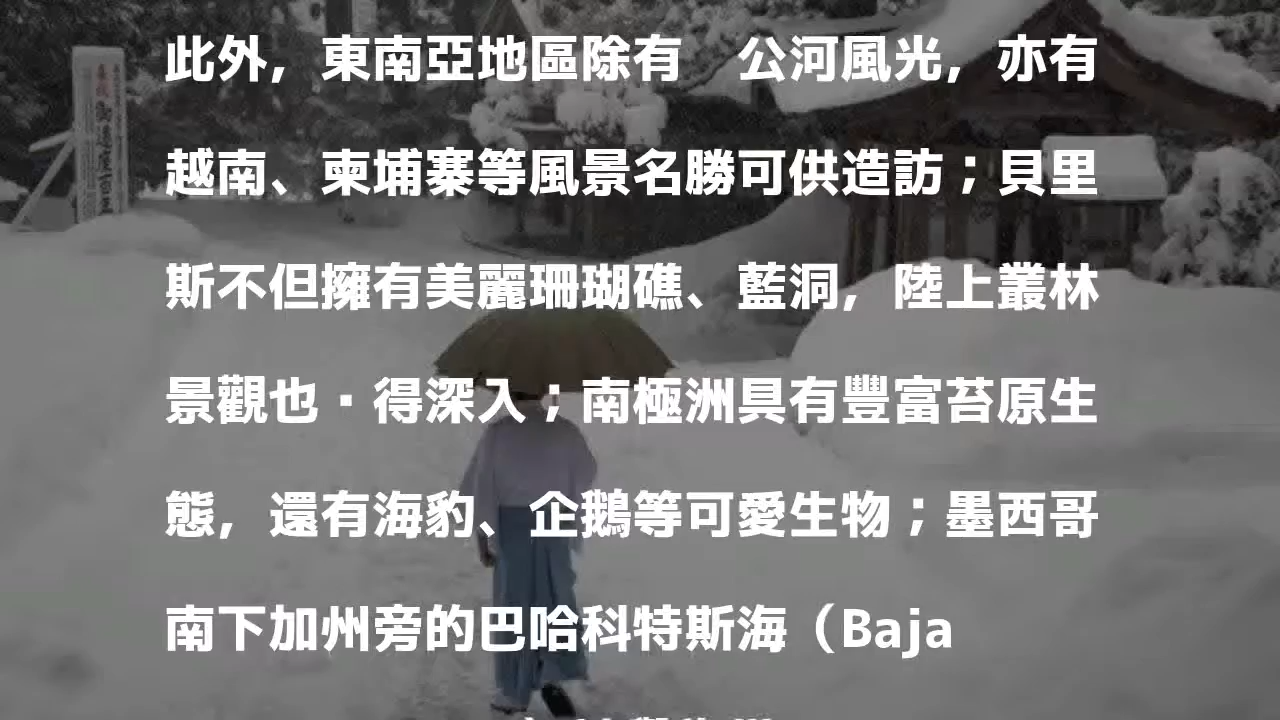 此外，東南亞地區除有　公河風光，亦有
越南、柬埔寨等風景名勝可供造訪；貝里
斯不但擁有美麗珊瑚礁、藍洞，陸上叢林
景觀也·得深入；南極洲具有豐富苔原生
態，還有海豹、企鵝等可愛生物；墨西哥
南下加州旁的巴哈科特斯海（Baja